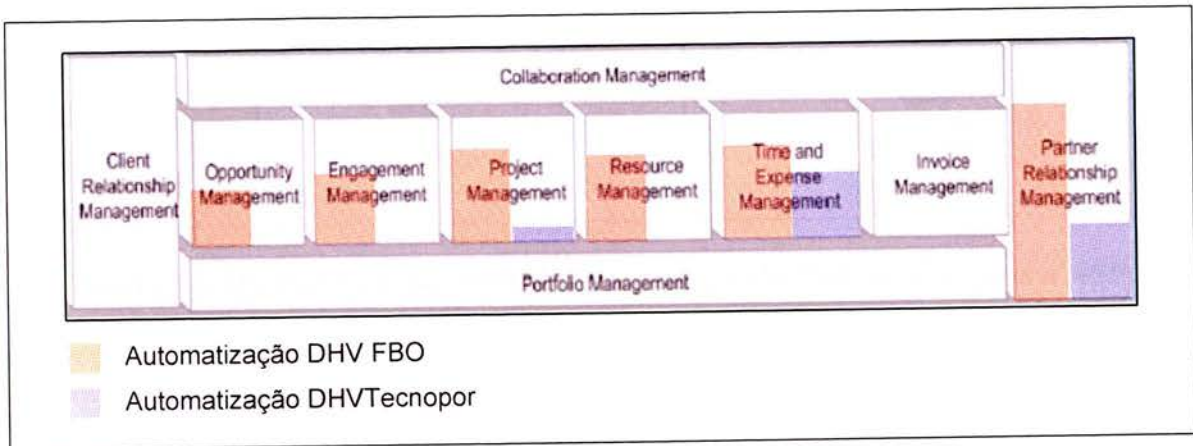 Collaboration Management
Client
Relationship
Management
Opportunity
Management
Engagement
Management
Project
Management
Resource
Management
Time and
Expense
Management
Invoice
Management
Partner
Relationship
Management
Portfolio Management
Automatização DHV FBO
Automatização DHVTecnopor